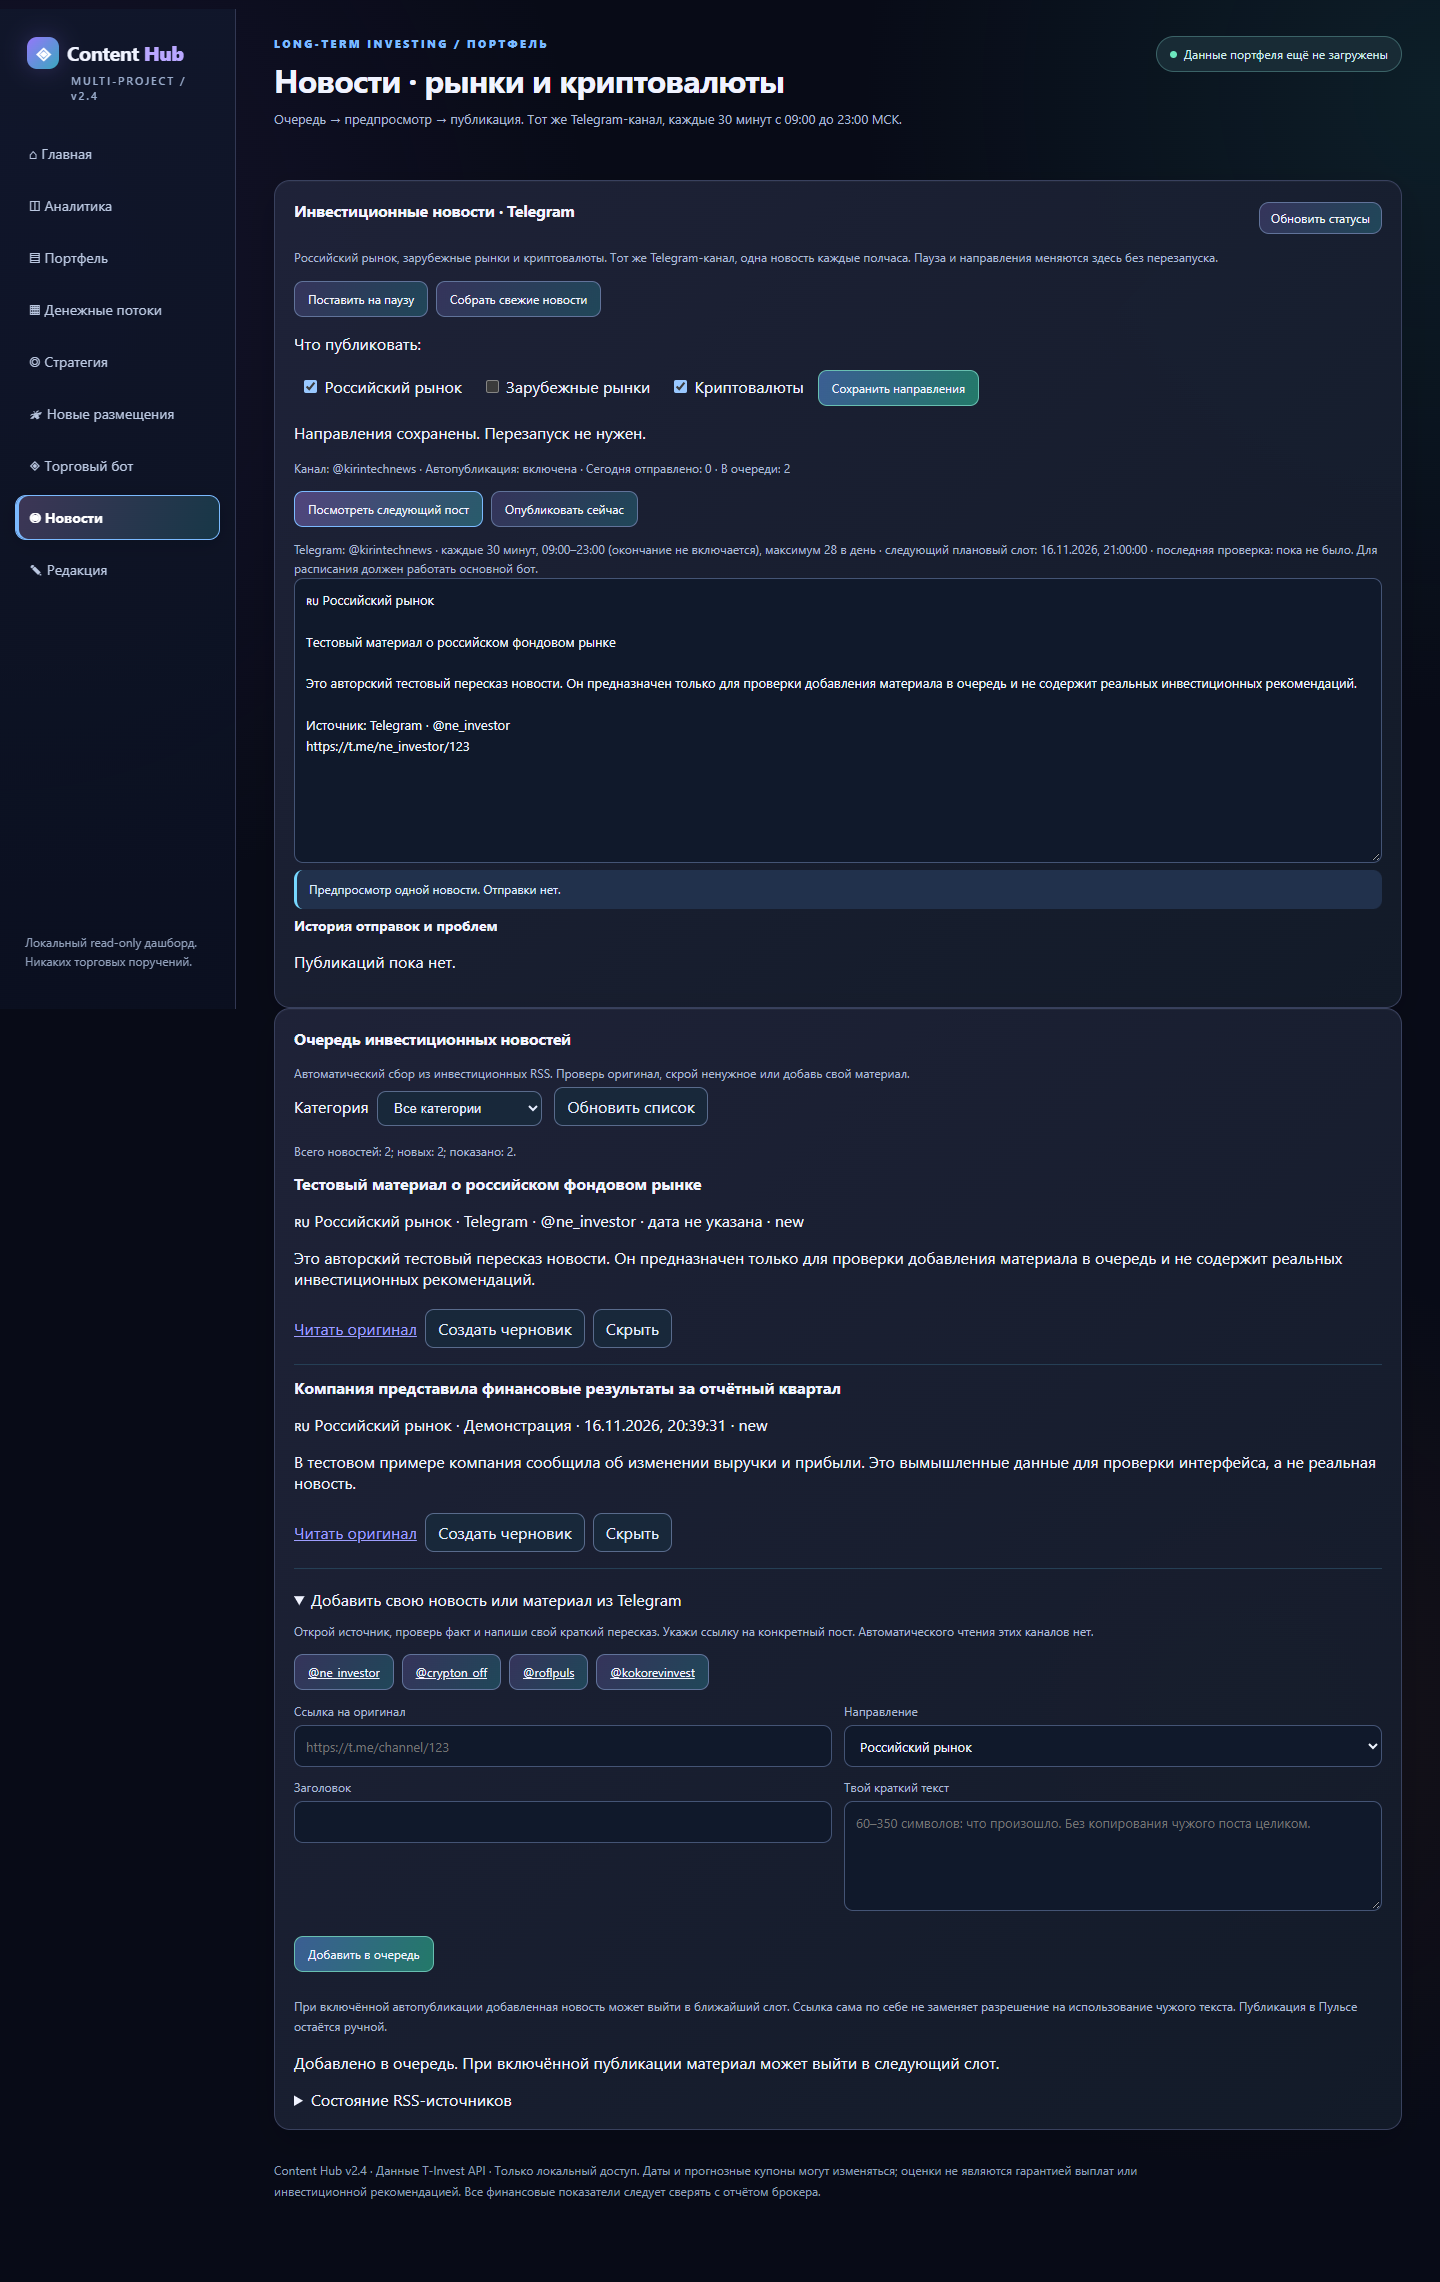 Content Hub
MULTI-PROJECT /
v2.4
Главная
Аналитика
Портфель
Денежные потоки
Стратегия
Новые размещения
Торговый бот
Новости
Редакция
Локальный read-only дашборд.
Никаких торговых поручений.
LONG-TERM INVESTING / ПОРТФЕЛЬ
Новости · рынки и криптовалюты
Очередь → предпросмотр → публикация. Тот же Telegram-канал, каждые 30 минут с 09:00 до 23:00 МСК.
Данные портфеля ещё не загружены
Инвестиционные новости · Telegram
Обновить статусы
Российский рынок, зарубежные рынки и криптовалюты. Тот же Telegram-канал, одна новость каждые полчаса. Пауза и направления меняются здесь без перезапуска.
Поставить на паузу
Собрать свежие новости
Что публиковать:
Российский рынок
Зарубежные рынки
Криптовалюты
Сохранить направления
Направления сохранены. Перезапуск не нужен.
Канал: @kirintechnews · Автопубликация: включена · Сегодня отправлено: 0 · В очереди: 2
Посмотреть следующий пост
Опубликовать сейчас
Telegram: @kirintechnews · каждые 30 минут, 09:00–23:00 (окончание не включается), максимум 28 в день · следующий плановый слот: 16.11.2026, 21:00:00 · последняя проверка: пока не было. Для
расписания должен работать основной бот.
RU Российский рынок
Тестовый материал о российском фондовом рынке
Это авторский тестовый пересказ новости. Он предназначен только для проверки добавления материала в очередь и не содержит реальных инвестиционных рекомендаций.
Источник: Telegram · @ne_investor
https://t.me/ne_investor/123
Предпросмотр одной новости. Отправки нет.
История отправок и проблем
Публикаций пока нет.
Очередь инвестиционных новостей
Автоматический сбор из инвестиционных RSS. Проверь оригинал, скрой ненужное или добавь свой материал.
Категория
Все категории
Обновить список
Всего новостей: 2; новых: 2; показано: 2.
Тестовый материал о российском фондовом рынке
RU Российский рынок · Telegram · @ne_investor · дата не указана · new
Это авторский тестовый пересказ новости. Он предназначен только для проверки добавления материала в очередь и не содержит реальных
инвестиционных рекомендаций.
Читать оригинал
Создать черновик
Скрыть
Компания представила финансовые результаты за отчётный квартал
RU Российский рынок · Демонстрация · 16.11.2026, 20:39:31 · new
В тестовом примере компания сообщила об изменении выручки и прибыли. Это вымышленные данные для проверки интерфейса, а не реальная
новость.
Читать оригинал
Создать черновик
Скрыть
Добавить свою новость или материал из Telegram
Открой источник, проверь факт и напиши свой краткий пересказ. Укажи ссылку на конкретный пост. Автоматического чтения этих каналов нет.
@ne_investor
@crypton_off
@roflpuls
@kokorevinvest
Ссылка на оригинал
https://t.me/channel/123
Направление
Российский рынок
Заголовок
Твой краткий текст
60–350 символов: что произошло. Без копирования чужого поста целиком.
Добавить в очередь
При включённой автопубликации добавленная новость может выйти в ближайший слот. Ссылка сама по себе не заменяет разрешение на использование чужого текста. Публикация в Пульсе
остаётся ручной.
Добавлено в очередь. При включённой публикации материал может выйти в следующий слот.
Состояние RSS-источников
Content Hub v2.4 · Данные T-Invest API · Только локальный доступ. Даты и прогнозные купоны могут изменяться; оценки не являются гарантией выплат или
инвестиционной рекомендацией. Все финансовые показатели следует сверять с отчётом брокера.